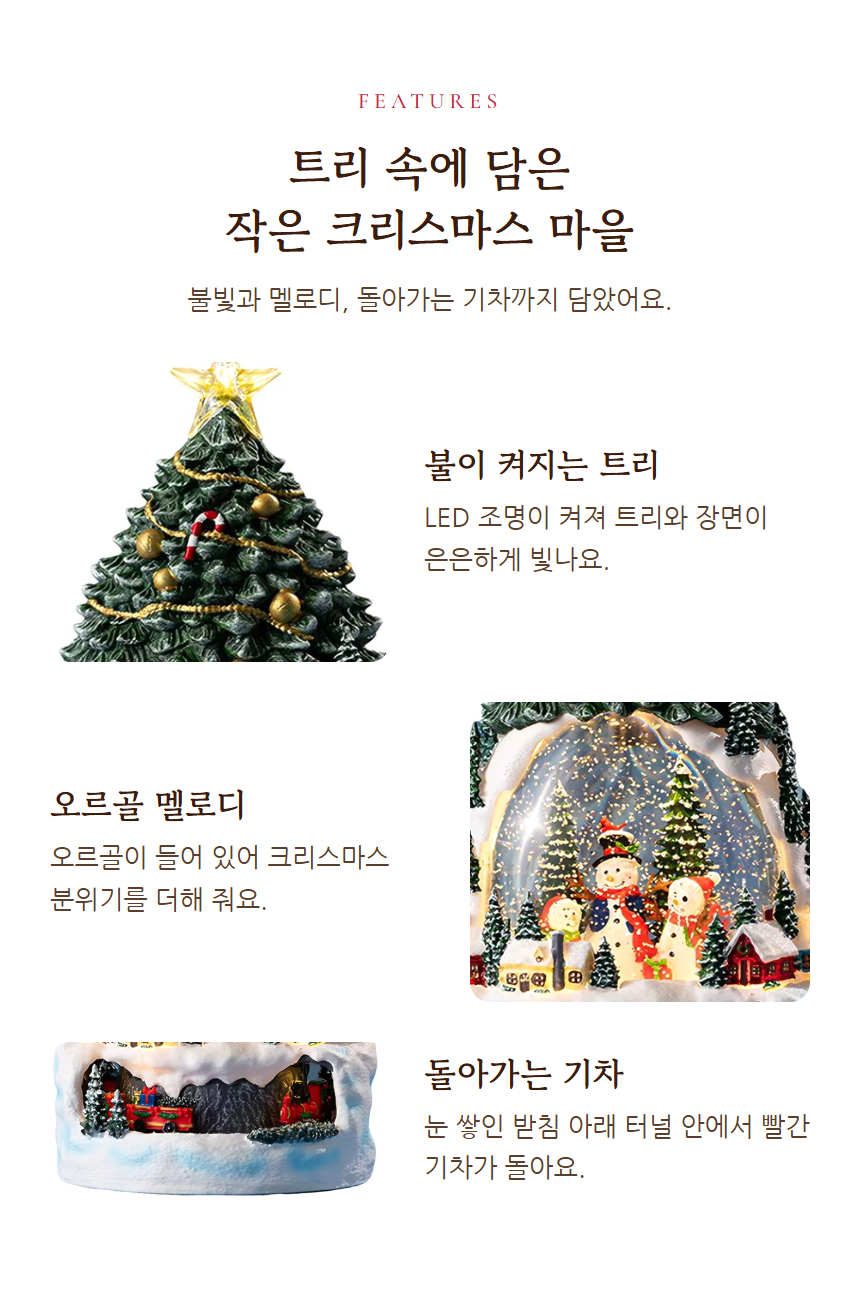 FEATURES
트리 속에 담은
작은 크리스마스 마을
불빛과 멜로디, 돌아가는 기차까지 담았어요.
불이 켜지는 트리
LED 조명이 켜져 트리와 장면이
은은하게 빛나요.
오르골 멜로디
오르골이 들어 있어 크리스마스
분위기를 더해 줘요.
돌아가는 기차
눈 쌓인 받침 아래 터널 안에서 빨간
기차가 돌아요.